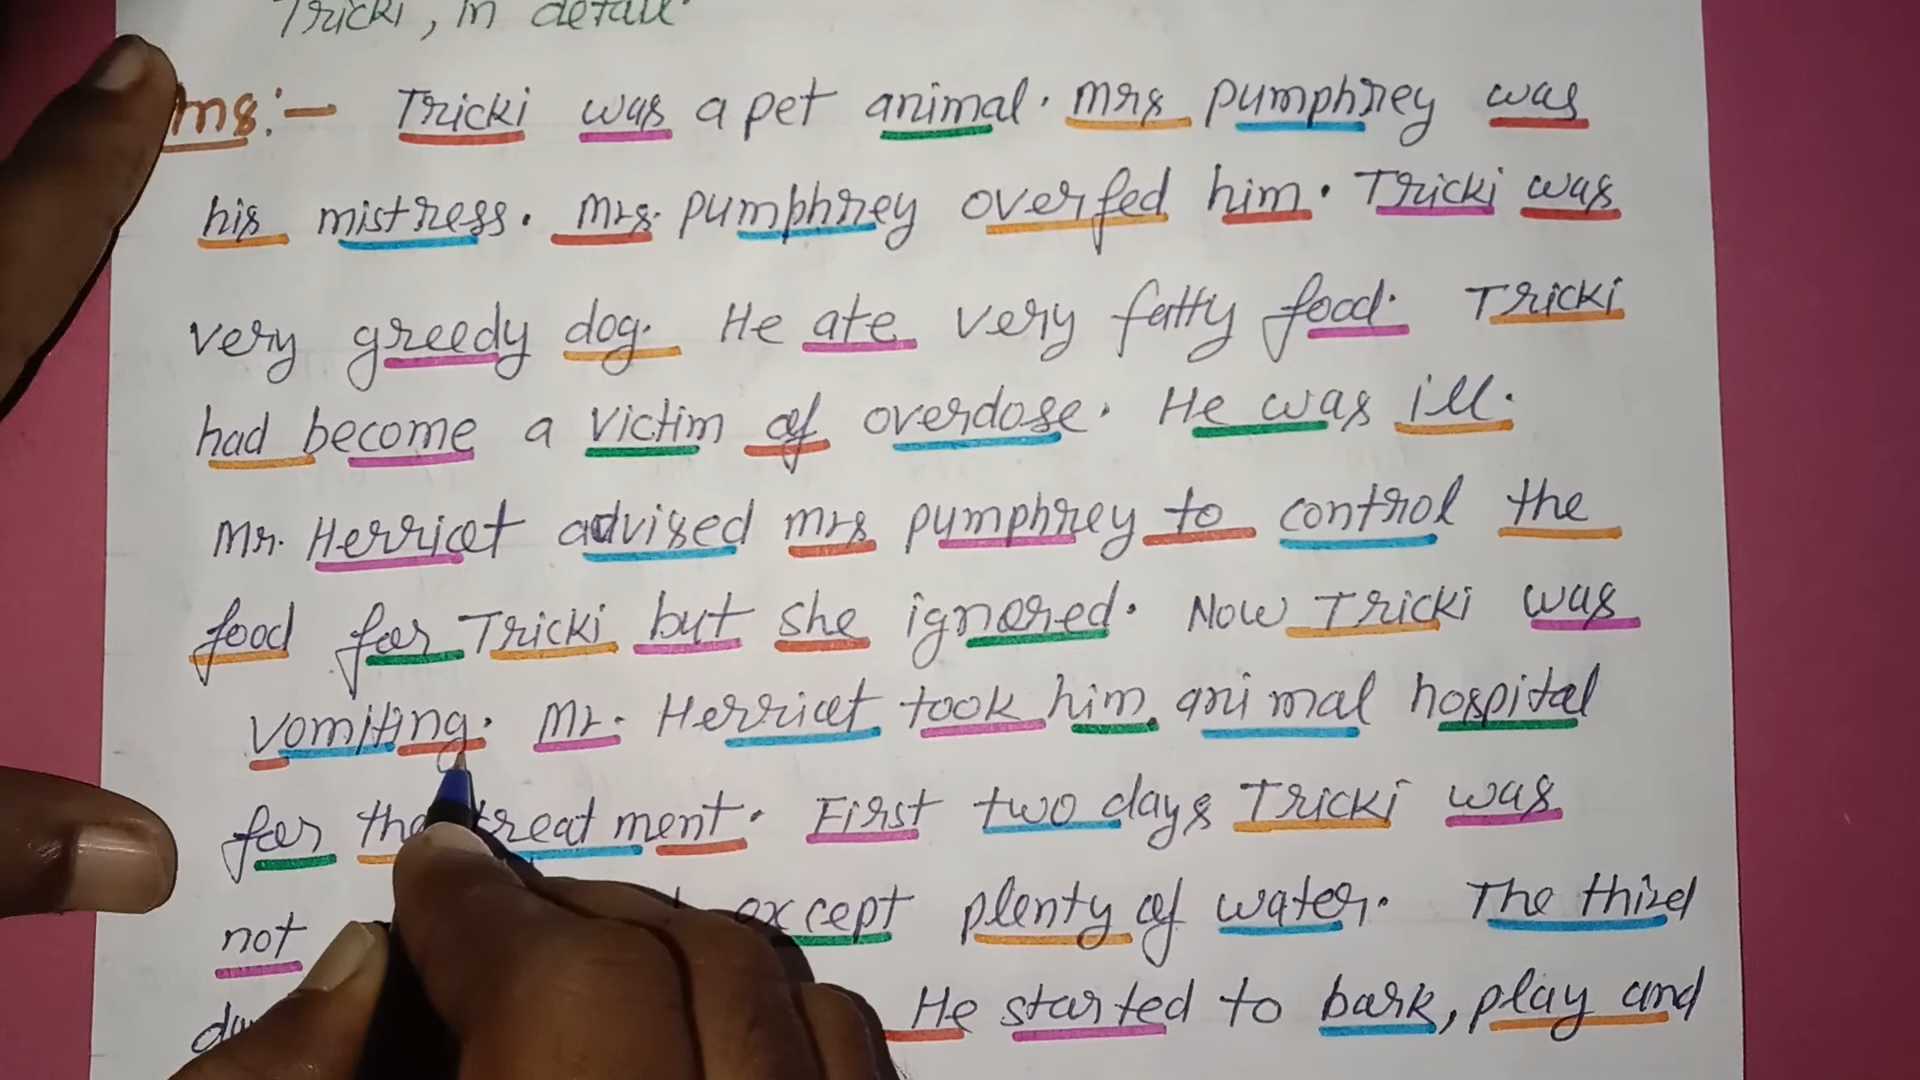 Tricki, in detail.
Ans:- Tricki was a pet animal. Mrs pumphrey was
his mistress. Mrs. pumphrey overfed him. Tricki was
very greedy dog. He ate very fatty food. Tricki
had become a victim of overdose. He was ill.
Mr. Herriot advised mrs pumphrey to control the
food for Tricki but she ignored. Now Tricki was
vomiting. Mr. Herriot took him animal hospital
for the treatment. First two days Tricki was
not except plenty of water. The third
He started to bark, play and